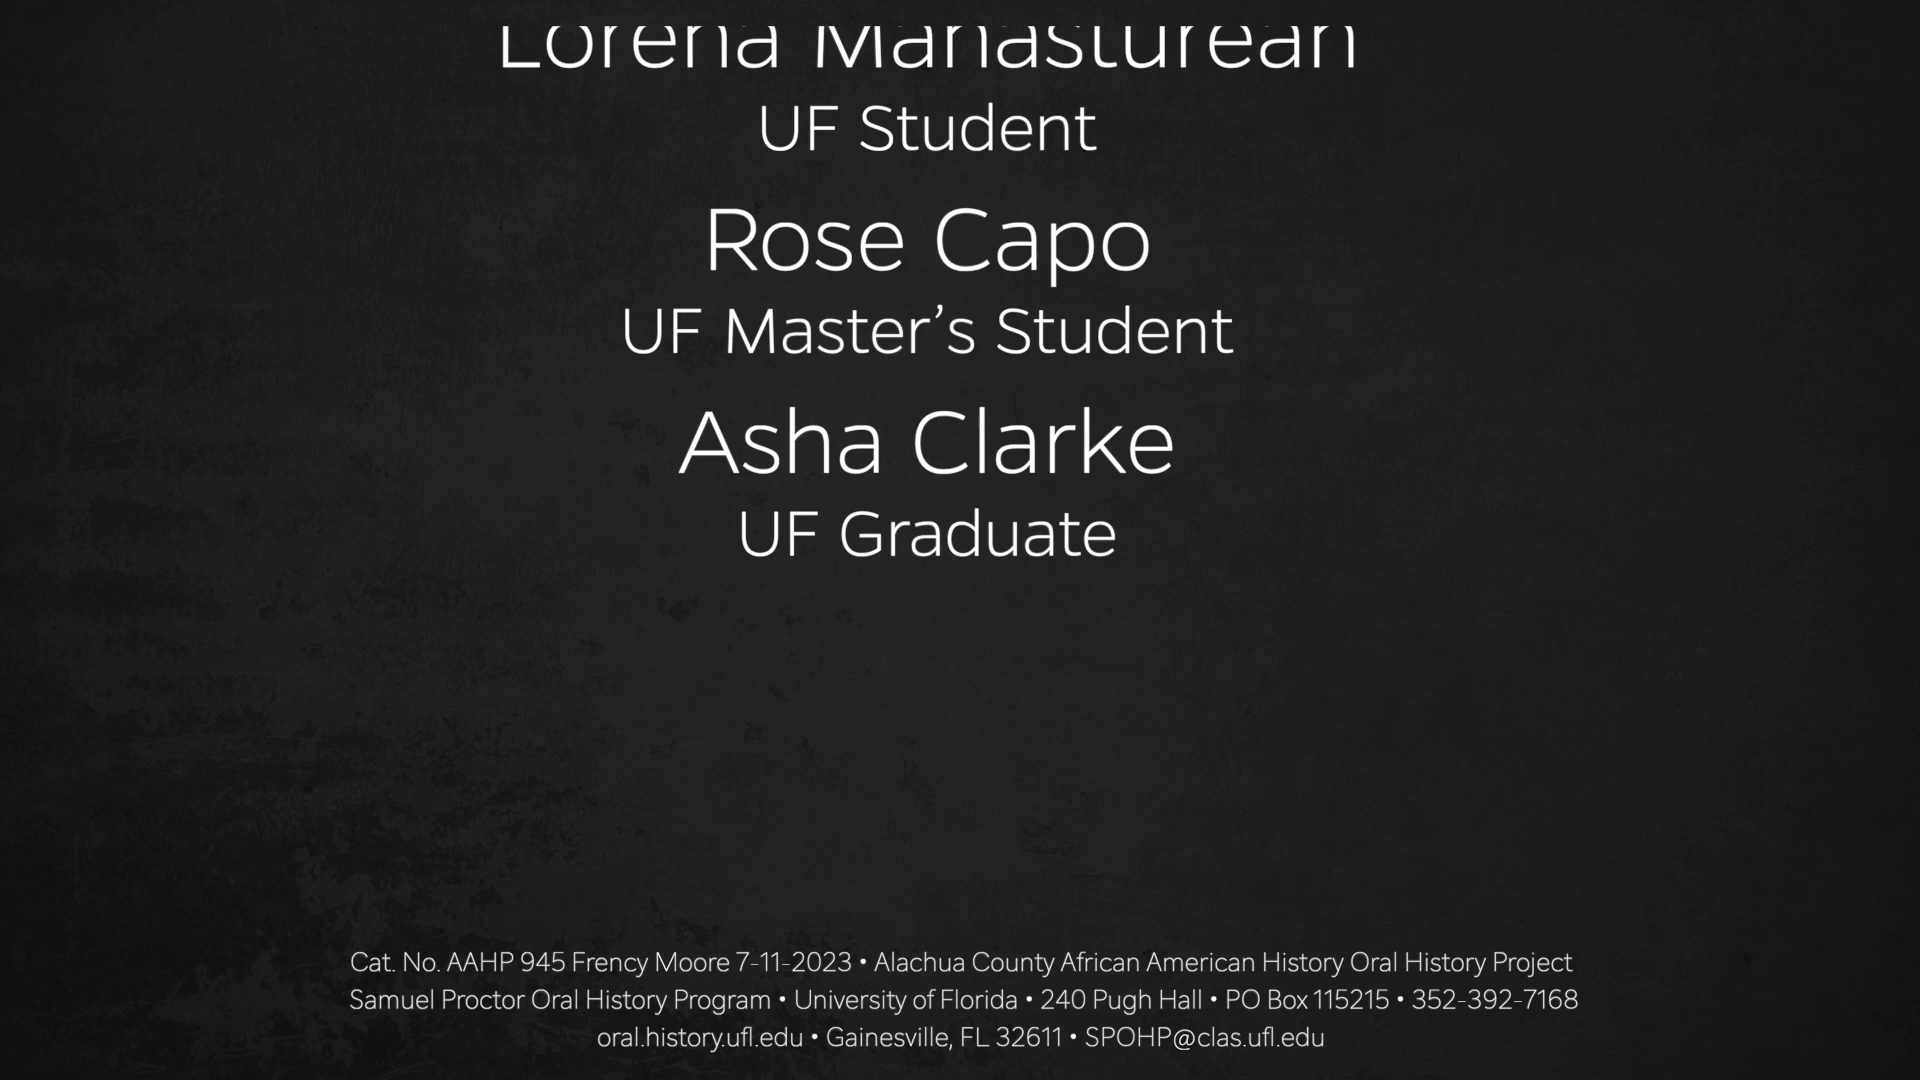 Lorena Manasturean
UF Student
Rose Capo
UF Master’s Student
Asha Clarke
UF Graduate
Cat. No. AAHP 945 Frency Moore 7-11-2023 • Alachua County African American History Oral History Project
Samuel Proctor Oral History Program • University of Florida • 240 Pugh Hall • PO Box 115215 • 352-392-7168
oral.history.ufl.edu • Gainesville, FL 32611 • SPOHP@clas.ufl.edu